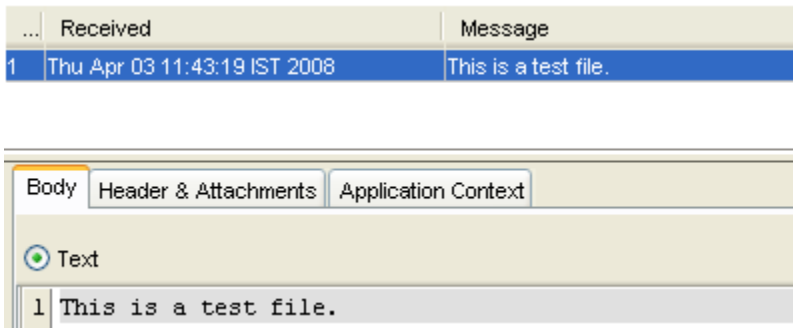 ... Received Message
1 Thu Apr 03 11:43:19 IST 2008 This is a test file.
Body Header & Attachments Application Context
Text
1 This is a test file.